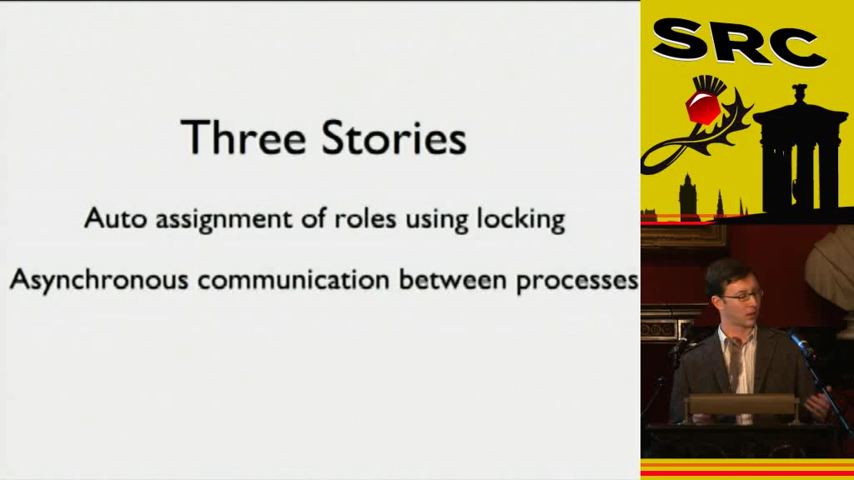 Three Stories
Auto assignment of roles using locking
Asynchronous communication between processes
SRC